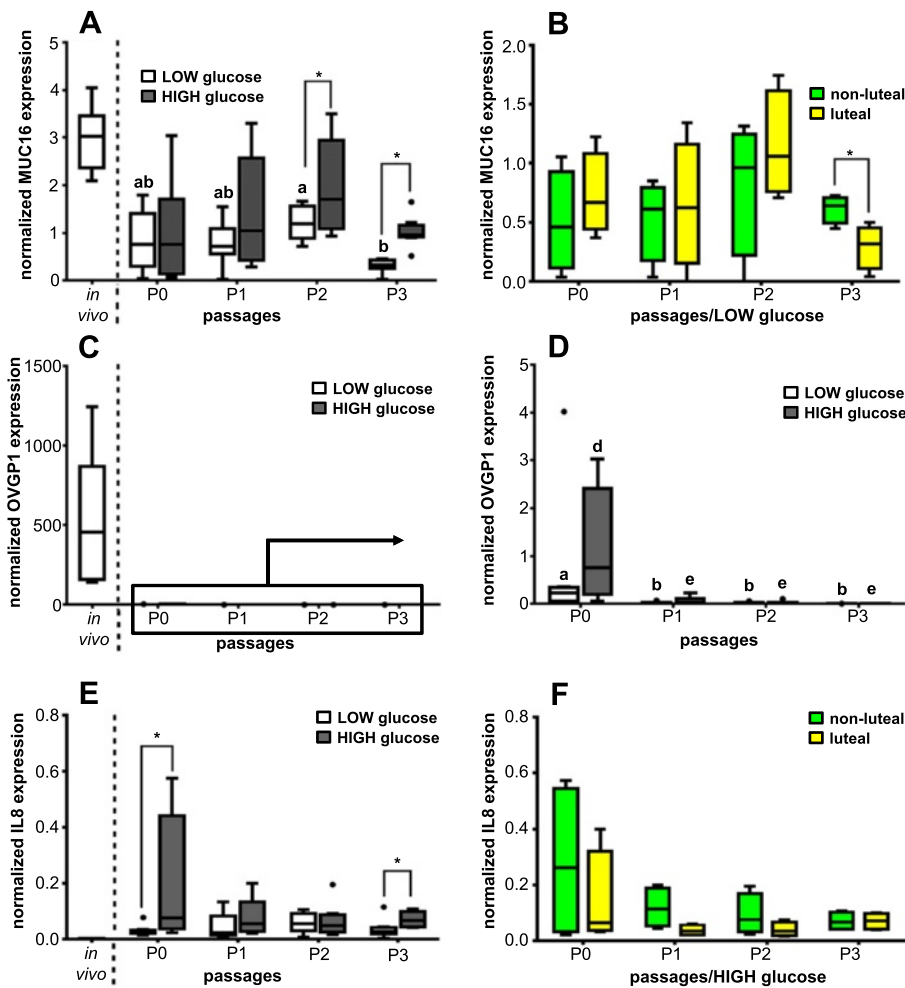 A
normalized MUC16 expression
5
4
3
2
1
0
LOW glucose
HIGH glucose
ab
ab
a
b
*
*
in vivo
P0
P1
P2
P3
passages
B
normalized MUC16 expression
2.0
1.5
1.0
0.5
0.0
non-luteal
luteal
*
P0
P1
P2
P3
passages/LOW glucose
C
normalized OVGP1 expression
1500
1000
500
0
LOW glucose
HIGH glucose
in vivo
P0
P1
P2
P3
passages
D
normalized OVGP1 expression
5
4
3
2
1
0
LOW glucose
HIGH glucose
a
d
b
e
b
e
b
e
P0
P1
P2
P3
passages
E
normalized IL8 expression
0.8
0.6
0.4
0.2
0.0
LOW glucose
HIGH glucose
*
*
in vivo
P0
P1
P2
P3
F
normalized IL8 expression
0.8
0.6
0.4
0.2
0.0
non-luteal
luteal
P0
P1
P2
P3
passages/HIGH glucose